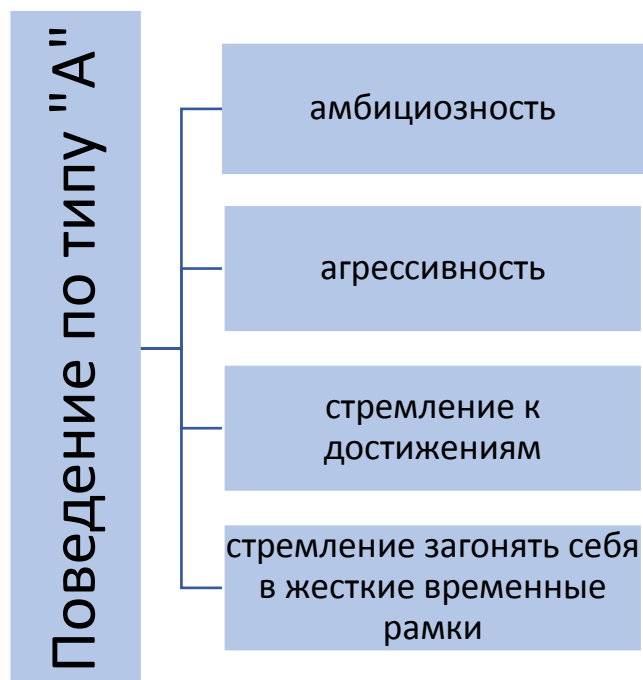 Поведение по типу "А"
амбициозность
агрессивность
стремление к
достижениям
стремление загонять себя
в жесткие временные
рамки